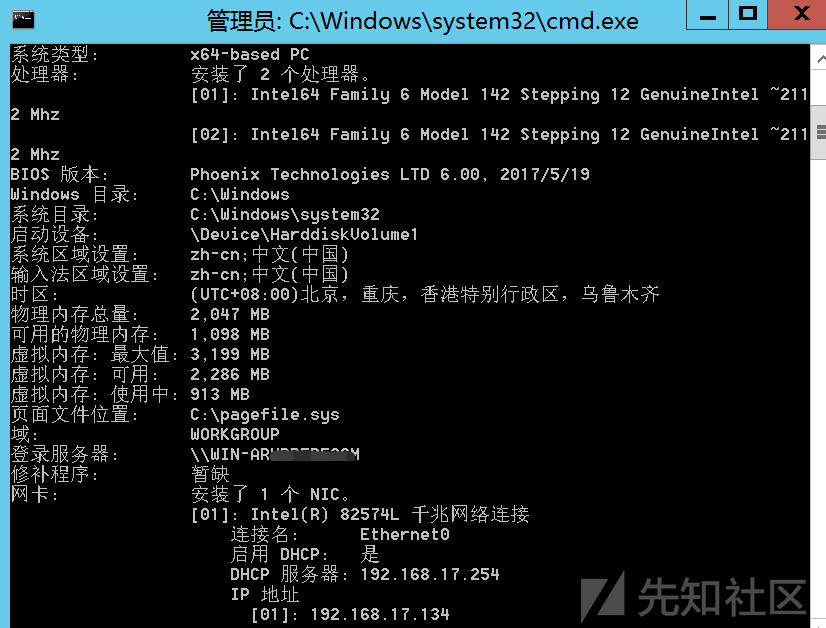 管理员: C:\Windows\system32\cmd.exe
系统类型: x64-based PC
处理器: 安装了 2 个处理器。
[01]: Intel64 Family 6 Model 142 Stepping 12 GenuineIntel ~211
2 Mhz
[02]: Intel64 Family 6 Model 142 Stepping 12 GenuineIntel ~211
2 Mhz
BIOS 版本: Phoenix Technologies LTD 6.00, 2017/5/19
Windows 目录: C:\Windows
系统目录: C:\Windows\system32
启动设备: \Device\HarddiskVolume1
系统区域设置: zh-cn;中文(中国)
输入法区域设置: zh-cn;中文(中国)
时区: (UTC+08:00)北京，重庆，香港特别行政区，乌鲁木齐
物理内存总量: 2,047 MB
可用的物理内存: 1,098 MB
虚拟内存: 最大值: 3,199 MB
虚拟内存: 可用: 2,286 MB
虚拟内存: 使用中: 913 MB
页面文件位置: C:\pagefile.sys
域: WORKGROUP
登录服务器:
修补程序: 暂缺
网卡: 安装了 1 个 NIC。
[01]: Intel(R) 82574L 千兆网络连接
连接名: Ethernet0
启用 DHCP: 是
DHCP 服务器: 192.168.17.254
IP 地址
[01]: 192.168.17.134
先知社区